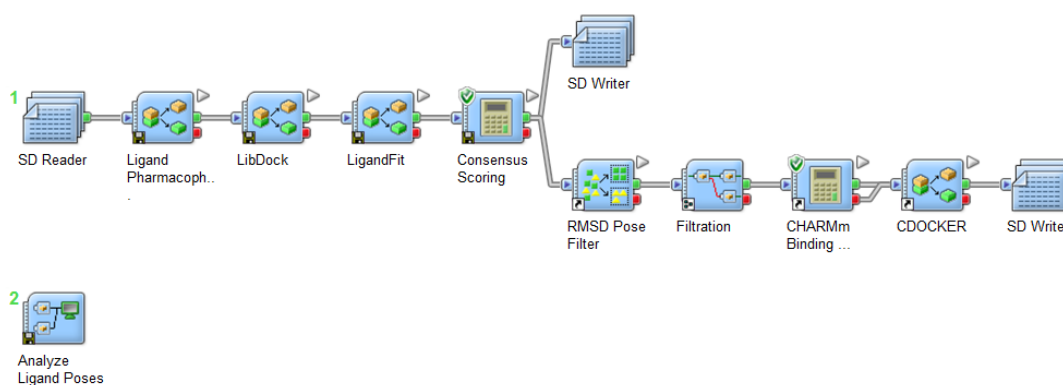 SD Writer
1
SD Reader
Ligand
Pharmacoph..
.
LibDock
LigandFit
Consensus
Scoring
RMSD Pose
Filter
Filtration
CHARMm
Binding ...
CDOCKER
SD Write
2
Analyze
Ligand Poses